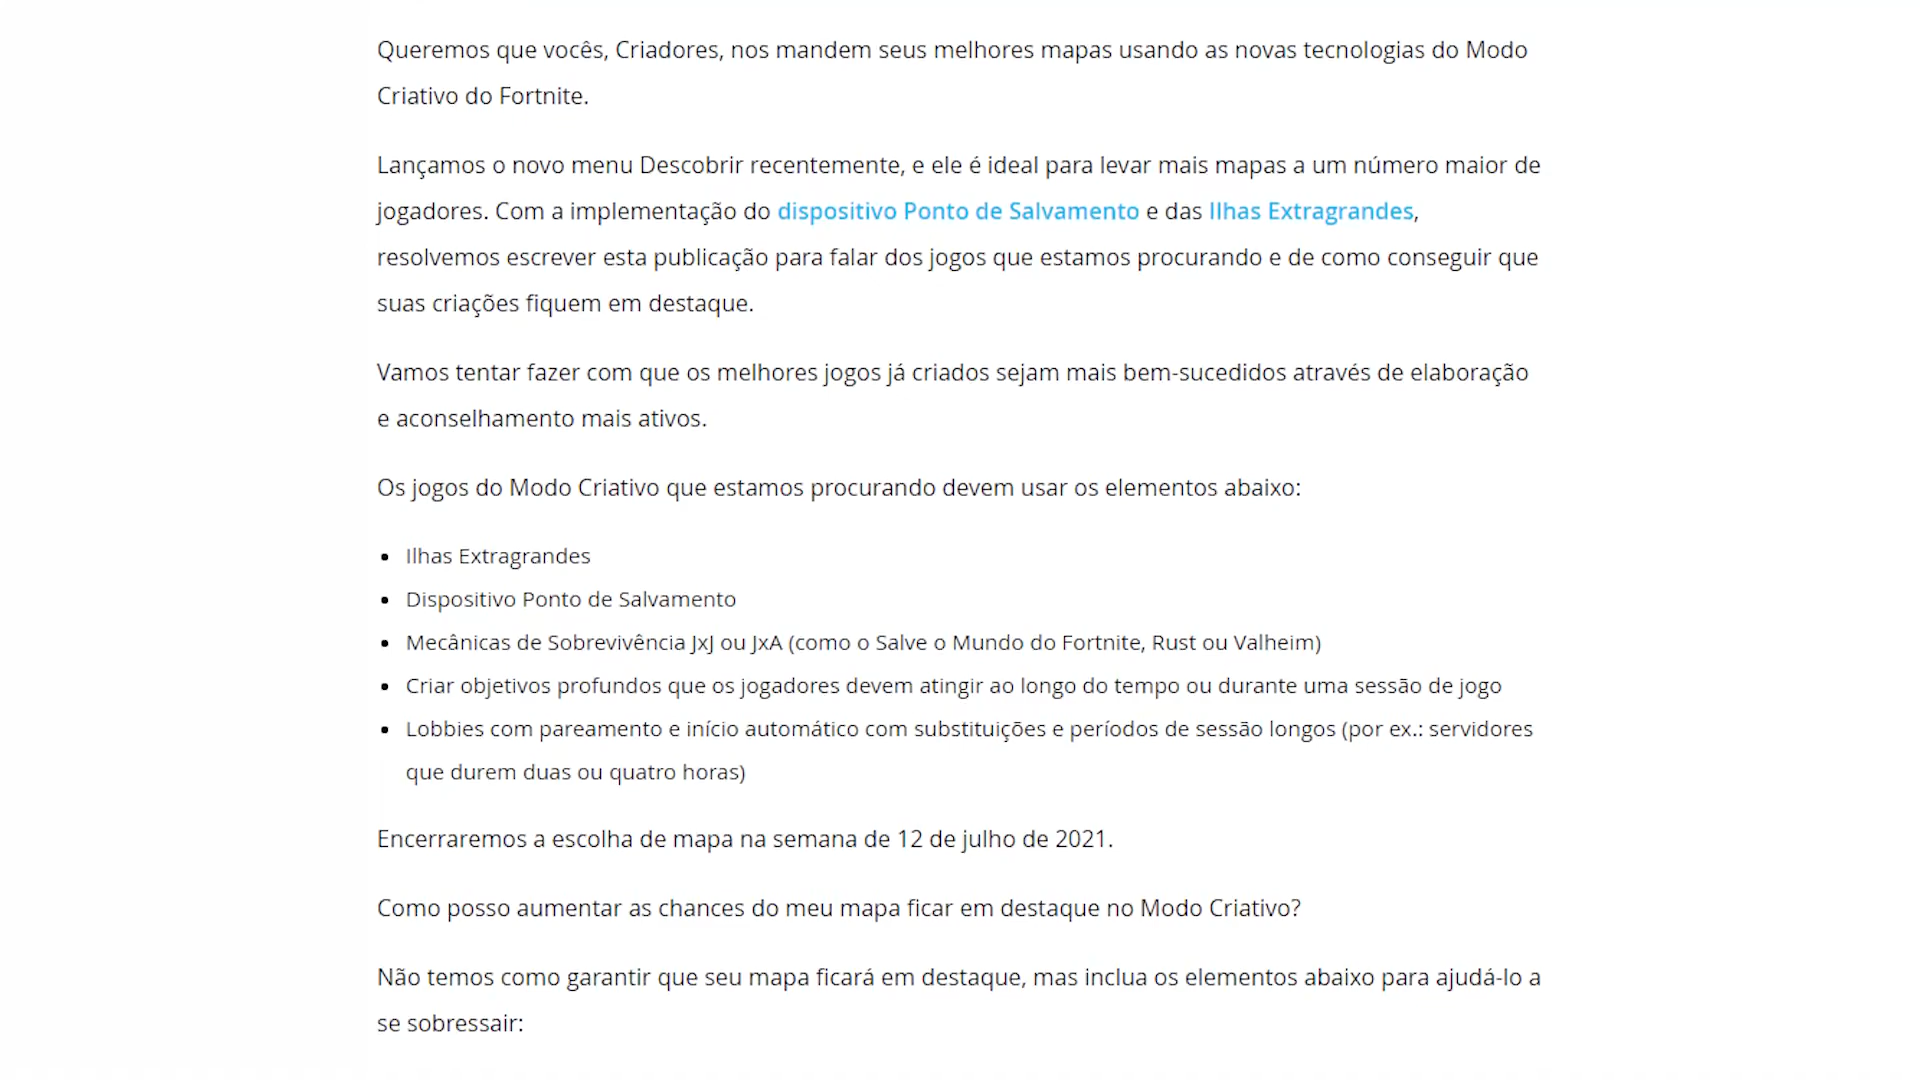 Queremos que vocês, Criadores, nos mandem seus melhores mapas usando as novas tecnologias do Modo
Criativo do Fortnite.
Lançamos o novo menu Descobrir recentemente, e ele é ideal para levar mais mapas a um número maior de
jogadores. Com a implementação do dispositivo Ponto de Salvamento e das Ilhas Extragrandes,
resolvemos escrever esta publicação para falar dos jogos que estamos procurando e de como conseguir que
suas criações fiquem em destaque.
Vamos tentar fazer com que os melhores jogos já criados sejam mais bem-sucedidos através de elaboração
e aconselhamento mais ativos.
Os jogos do Modo Criativo que estamos procurando devem usar os elementos abaixo:
• Ilhas Extragrandes
• Dispositivo Ponto de Salvamento
• Mecânicas de Sobrevivência JxJ ou JxA (como o Salve o Mundo do Fortnite, Rust ou Valheim)
• Criar objetivos profundos que os jogadores devem atingir ao longo do tempo ou durante uma sessão de jogo
• Lobbies com pareamento e início automático com substituições e períodos de sessão longos (por ex.: servidores
que durem duas ou quatro horas)
Encerraremos a escolha de mapa na semana de 12 de julho de 2021.
Como posso aumentar as chances do meu mapa ficar em destaque no Modo Criativo?
Não temos como garantir que seu mapa ficará em destaque, mas inclua os elementos abaixo para ajudá-lo a
se sobressair: